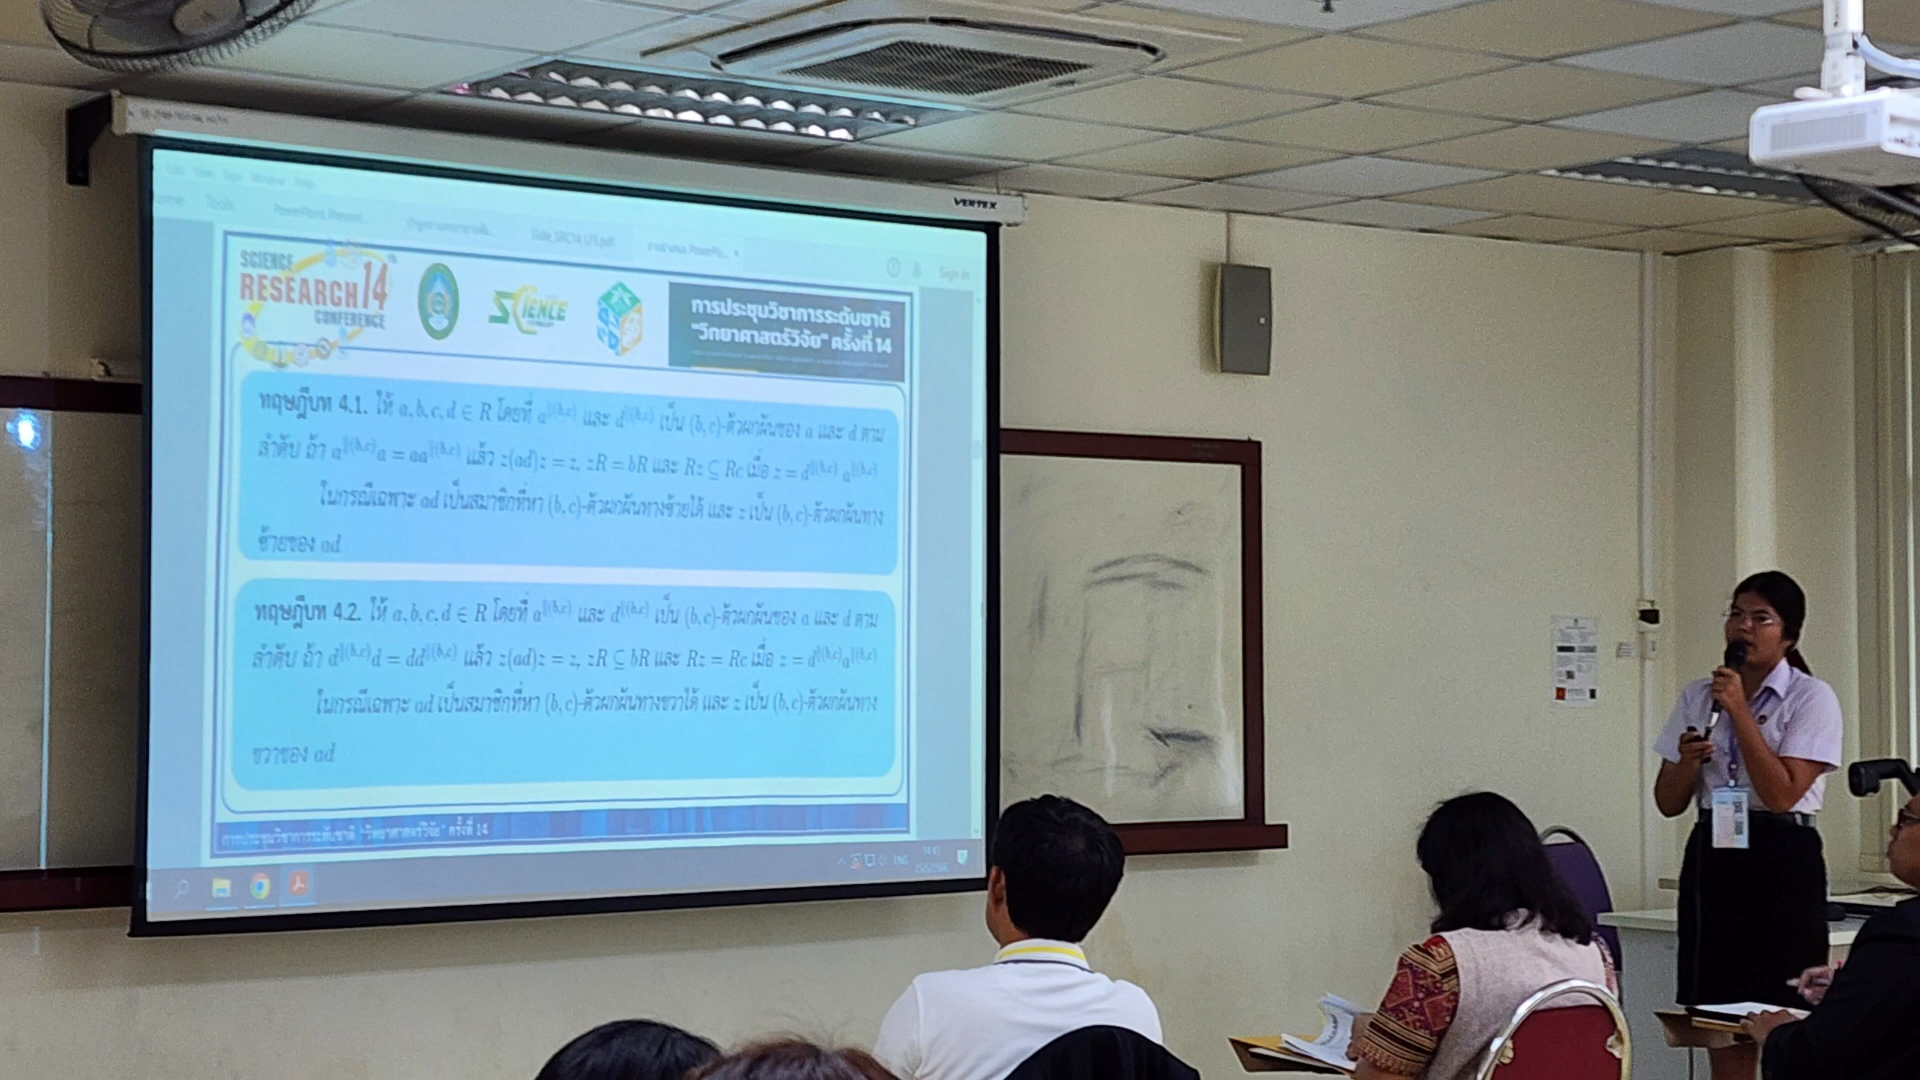 VERTEX
Home Tools
Sign In
SCIENCE
RESEARCH 14th
CONFERENCE
SCIENCE
การประชุมวิชาการระดับชาติ
"วิทยาศาสตร์วิจัย" ครั้งที่ 14
ทฤษฎีบท 4.1. ให้ a, b, c, d ∈ R โดยที่ a^{||(b,c)} และ d^{||(b,c)} เป็น (b, c)-ตัวผกผันของ a และ d ตาม
ลำดับ ถ้า a^{||(b,c)}a = aa^{||(b,c)} แล้ว z(ad)z = z, zR = bR และ Rz ⊆ Rc เมื่อ z = d^{||(b,c)}a^{||(b,c)}
ในกรณีเฉพาะ ad เป็นสมาชิกที่หา (b, c)-ตัวผกผันทางซ้ายได้ และ z เป็น (b, c)-ตัวผกผันทาง
ซ้ายของ ad
ทฤษฎีบท 4.2. ให้ a, b, c, d ∈ R โดยที่ a^{||(b,c)} และ d^{||(b,c)} เป็น (b, c)-ตัวผกผันของ a และ d ตาม
ลำดับ ถ้า d^{||(b,c)}d = dd^{||(b,c)} แล้ว z(ad)z = z, zR ⊆ bR และ Rz = Rc เมื่อ z = d^{||(b,c)}a^{||(b,c)}
ในกรณีเฉพาะ ad เป็นสมาชิกที่หา (b, c)-ตัวผกผันทางขวาได้ และ z เป็น (b, c)-ตัวผกผันทาง
ขวาของ ad
การประชุมวิชาการระดับชาติ "วิทยาศาสตร์วิจัย" ครั้งที่ 14
ENG